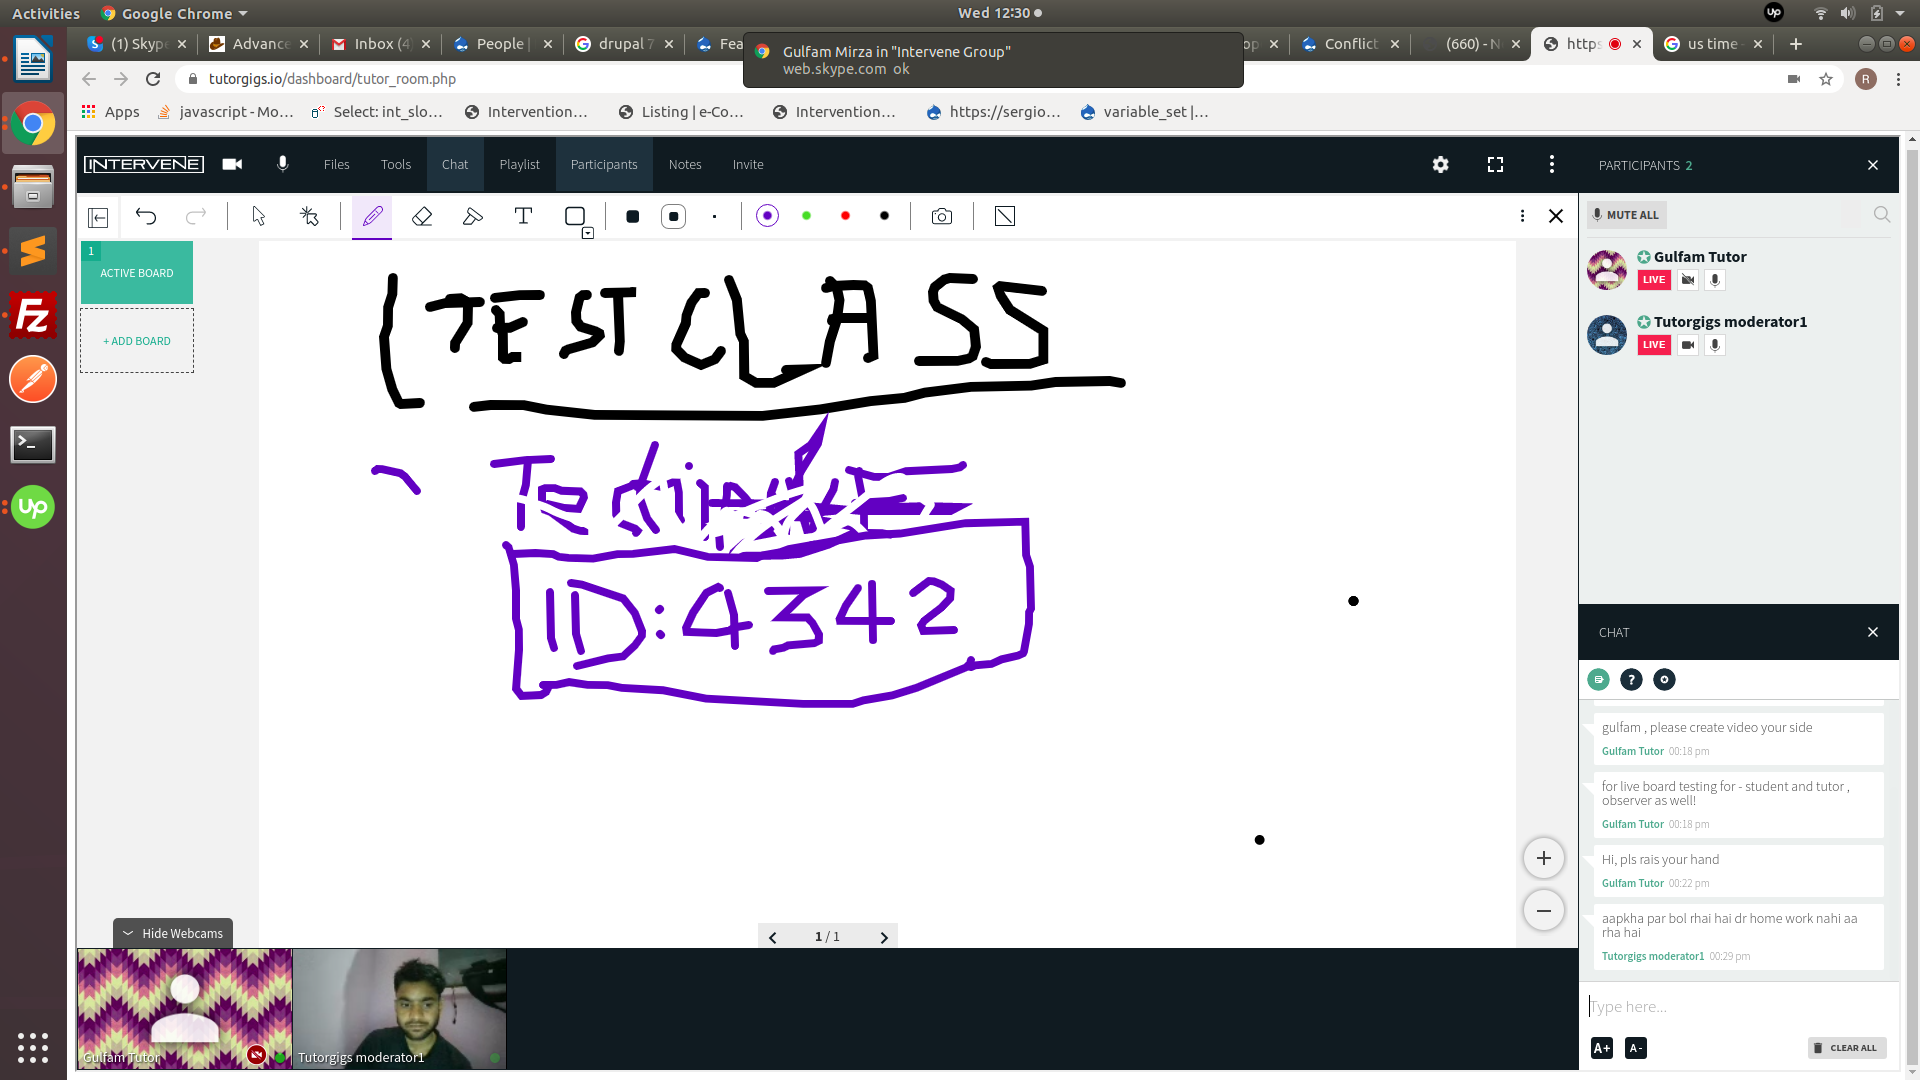 Activities
Google Chrome
Wed 12:30
up
(1) Skyp
Advance
Inbox (4
People |
drupal 7
Fea
op
Conflict
(660) - N
https
us time -
Gulfam Mirza in "Intervene Group"
web.skype.com ok
tutorgigs.io/dashboard/tutor_room.php
R
Apps
javascript - Mo...
Select: int_slo...
Intervention...
Listing | e-Co...
Intervention...
https://sergio...
variable_set |...
INTERVENE
Files
Tools
Chat
Playlist
Participants
Notes
Invite
PARTICIPANTS 2
MUTE ALL
Gulfam Tutor
LIVE
Tutorgigs moderator1
LIVE
1
ACTIVE BOARD
+ ADD BOARD
TEST CLASS
ID:4342
CHAT
gulfam , please create video your side
Gulfam Tutor 00:18 pm
for live board testing for - student and tutor ,
observer as well!
Gulfam Tutor 00:18 pm
Hi, pls rais your hand
Gulfam Tutor 00:22 pm
aapkha par bol rhai hai dr home work nahi aa
rha hai
Tutorgigs moderator1 00:29 pm
Type here...
A+
A-
CLEAR ALL
Hide Webcams
1 / 1
Gulfam Tutor
Tutorgigs moderator1